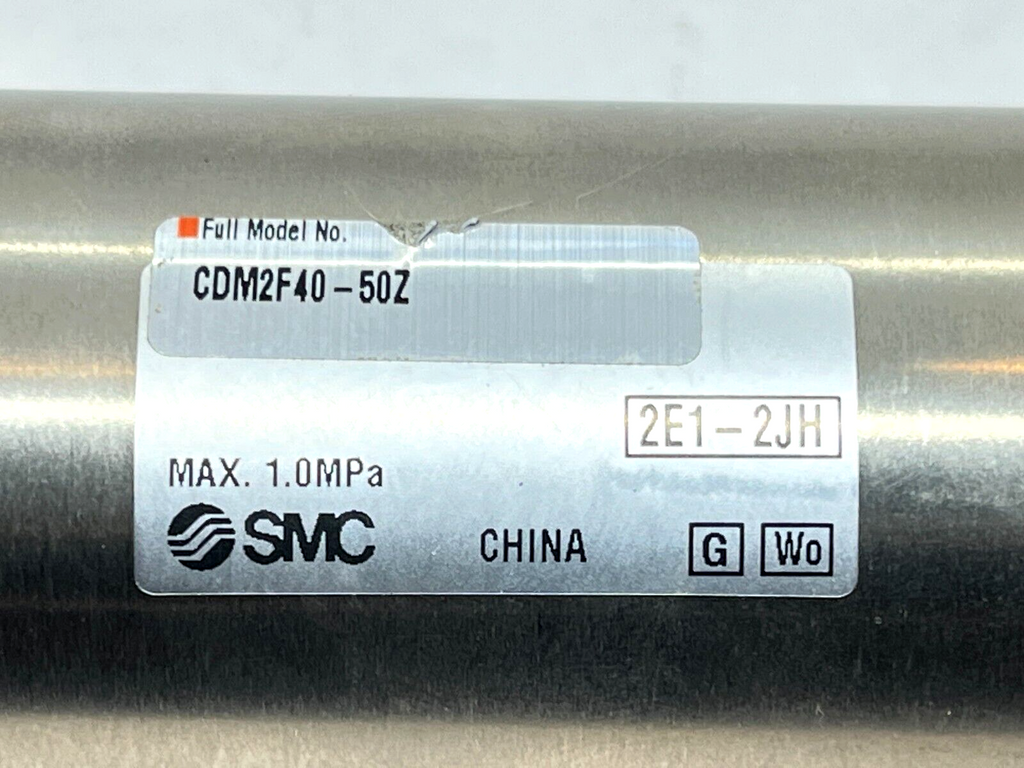 Full Model No.
CDM2F40-50Z
2E1-2JH
MAX. 1.0MPa
SMC CHINA G Wo